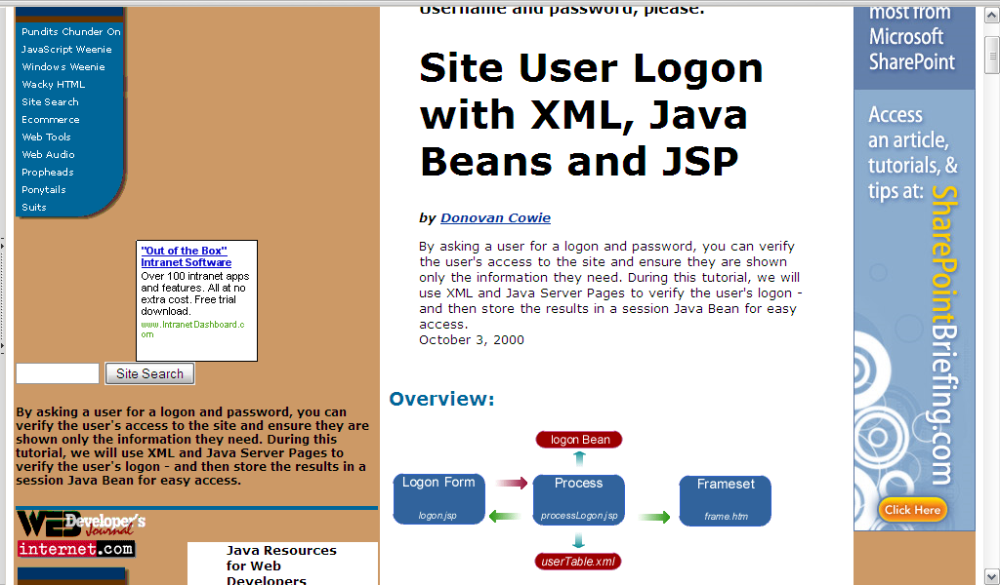 Pundits Chunder On
JavaScript Weenie
Windows Weenie
Wacky HTML
Site Search
Ecommerce
Web Tools
Web Audio
Propheads
Ponytails
Suits
"Out of the Box"
Intranet Software
Over 100 intranet apps
and features. All at no
extra cost. Free trial
download.
www.IntranetDashboard.c
om
Site Search
By asking a user for a logon and password, you can
verify the user's access to the site and ensure they are
shown only the information they need. During this
tutorial, we will use XML and Java Server Pages to
verify the user's logon - and then store the results in a
session Java Bean for easy access.
WEB Developer's
Journal
internet.com
Java Resources
for Web
Developers
Username and password, please.
Site User Logon
with XML, Java
Beans and JSP
by Donovan Cowie
By asking a user for a logon and password, you can verify
the user's access to the site and ensure they are shown
only the information they need. During this tutorial, we will
use XML and Java Server Pages to verify the user's logon -
and then store the results in a session Java Bean for easy
access.
October 3, 2000
Overview:
logon Bean
Logon Form
logon.jsp
Process
processLogon.jsp
Frameset
frame.htm
userTable.xml
most from
Microsoft
SharePoint
Access
an article,
tutorials, &
tips at:
SharePointBriefing.com
Click Here